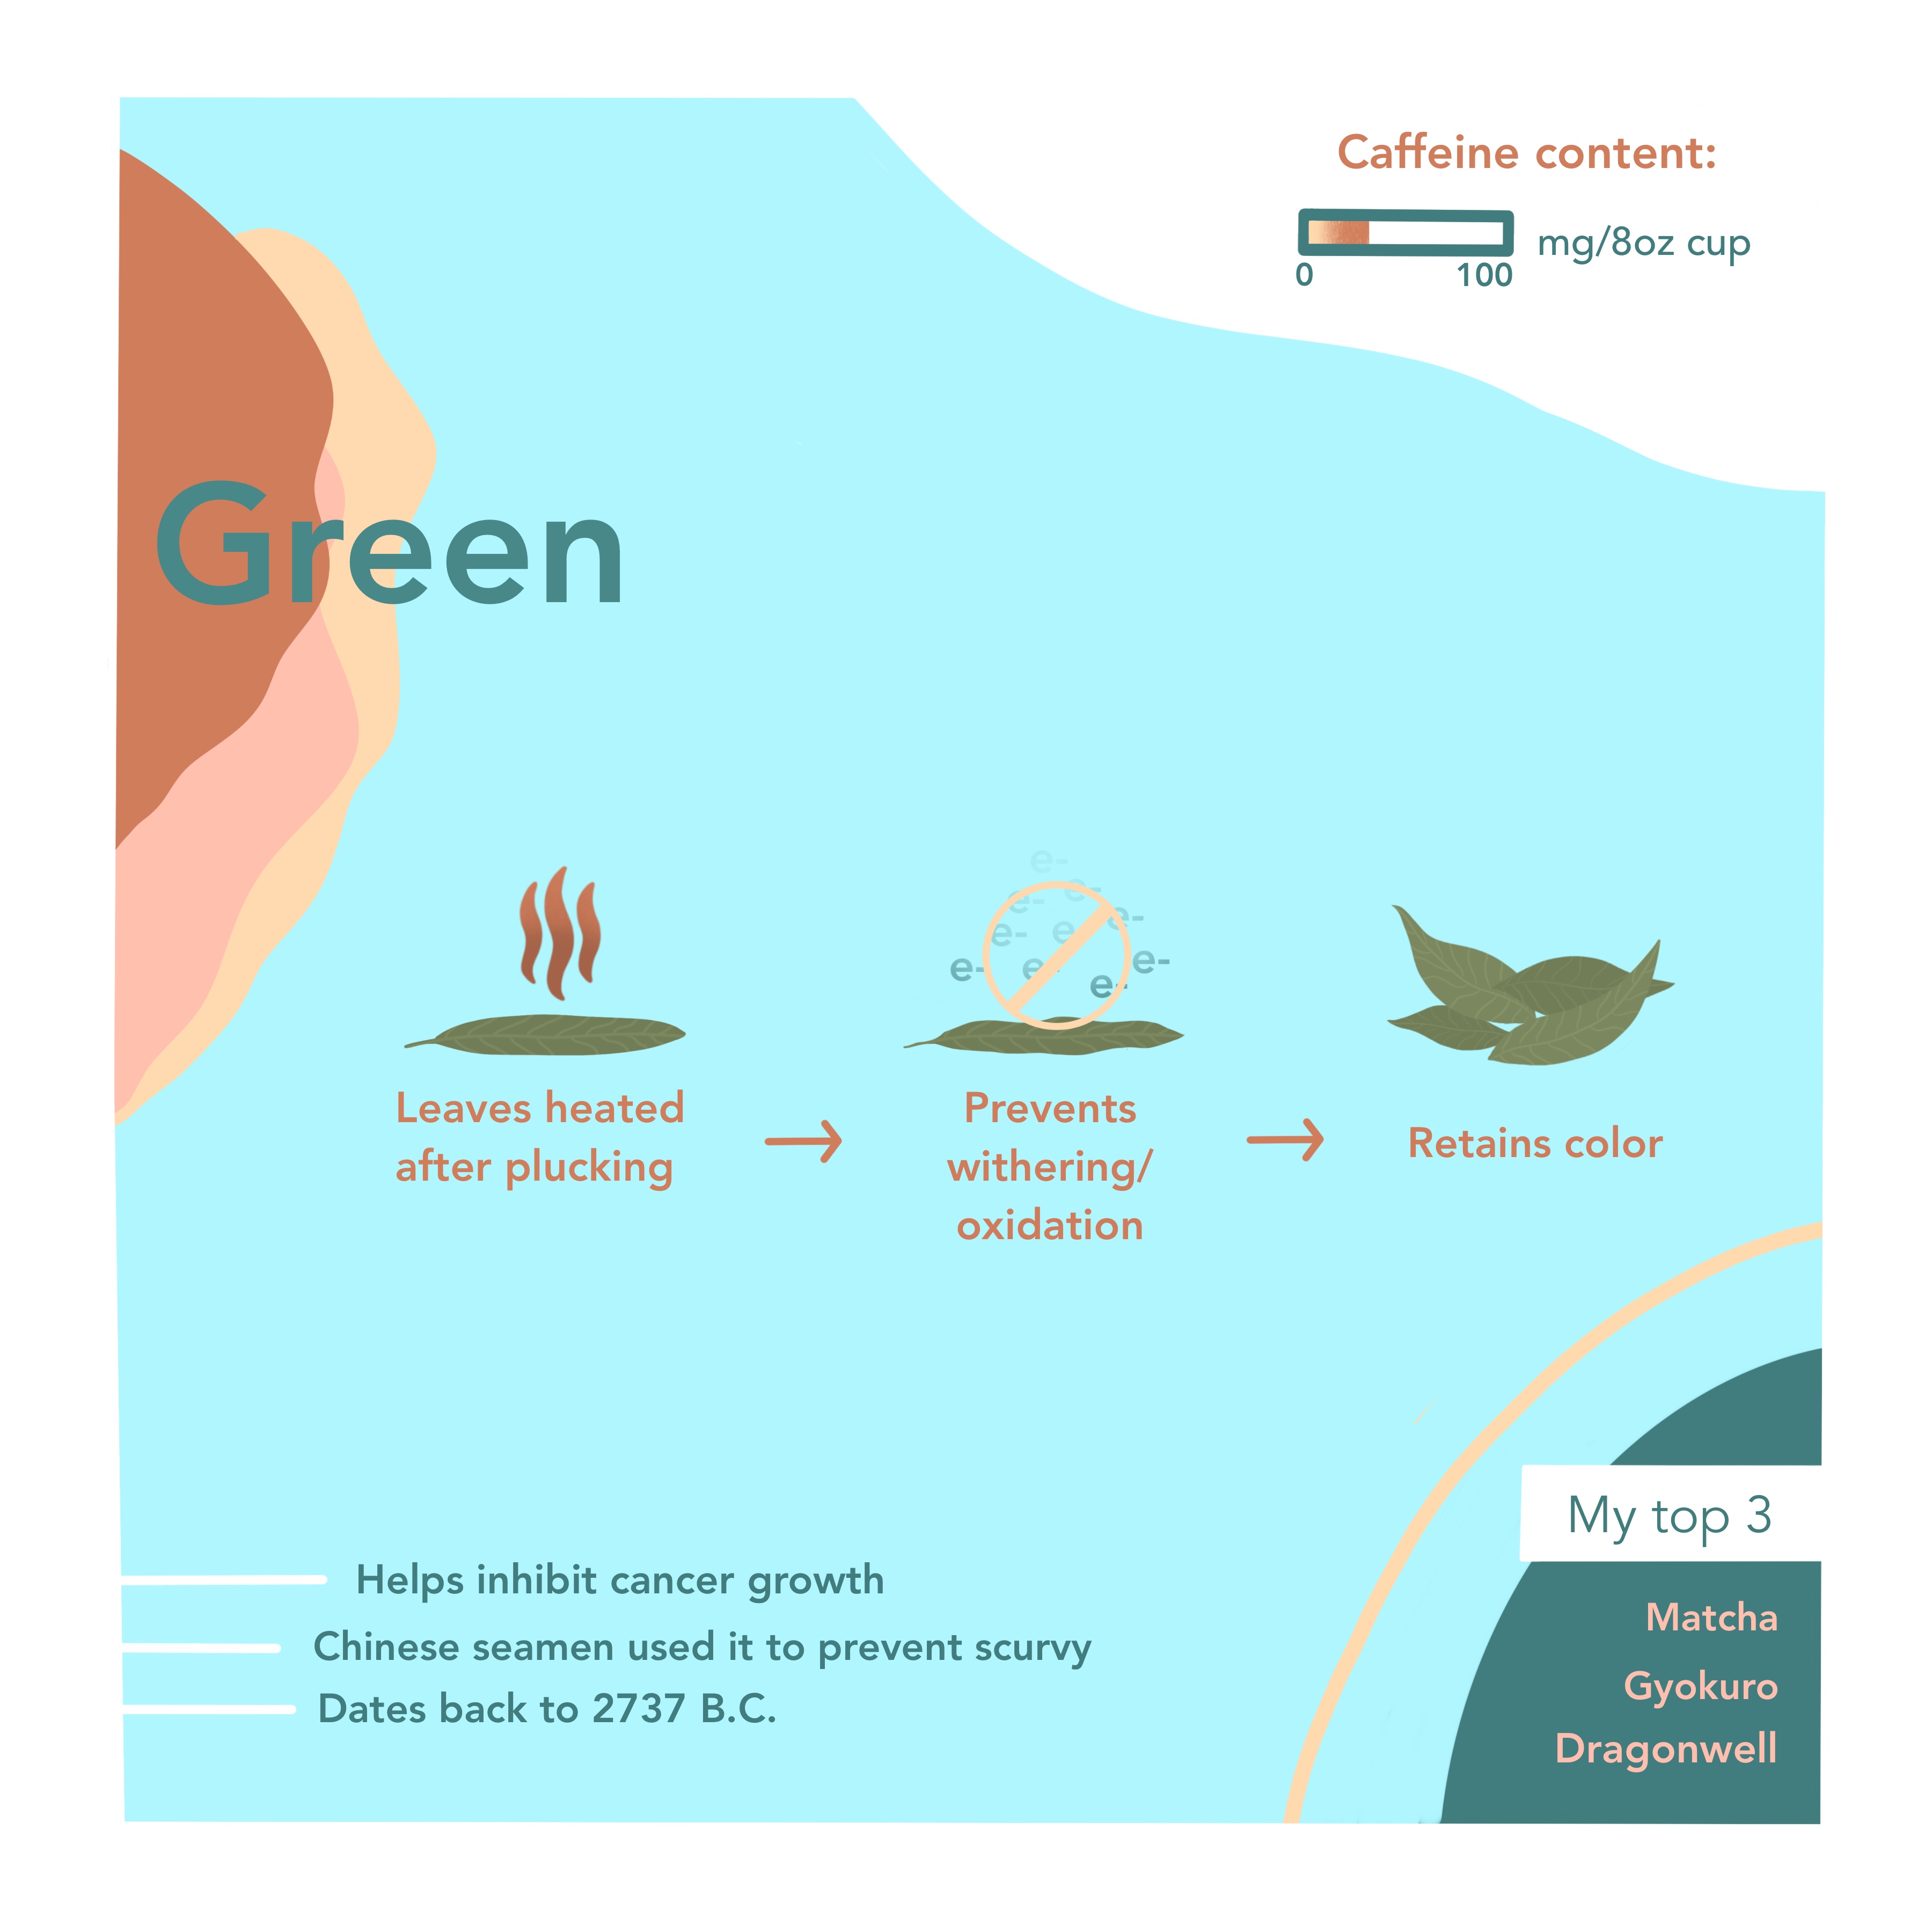 Caffeine content:
mg/8oz cup
0 100
Green
e-
e- e-
e- e- e-
e- e- e- e-
e-
Leaves heated
after plucking
Prevents
withering/
oxidation
Retains color
My top 3
Matcha
Gyokuro
Dragonwell
Helps inhibit cancer growth
Chinese seamen used it to prevent scurvy
Dates back to 2737 B.C.